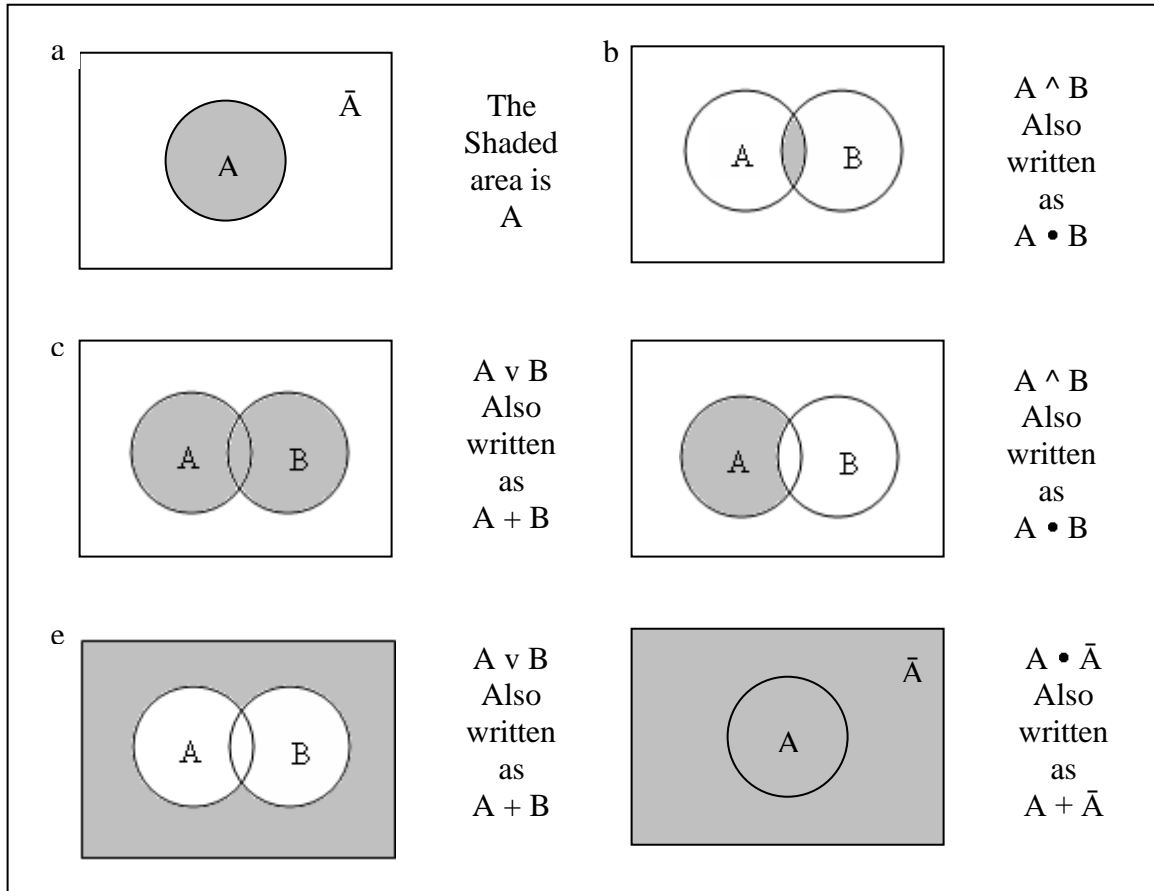 a
Ā
A
The
Shaded
area is
A
b
A B
A ^ B
Also
written
as
A • B
c
A B
A v B
Also
written
as
A + B
A B
A ^ B
Also
written
as
A • B
e
A B
A v B
Also
written
as
A + B
Ā
A
A • Ā
Also
written
as
A + Ā